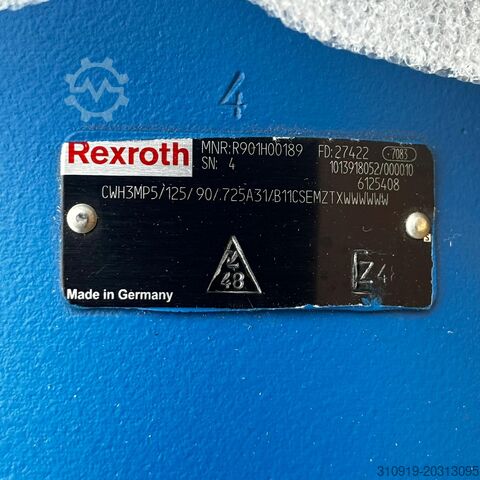 4
Rexroth
MNR:R901H00189 FD:27422 7083
SN: 4 1013918052/000010
6125408
CWH3MP5/125/90/.725A31/B11CSEMZTXWWWWWW
48
Z48
Made in Germany
310919-20313095